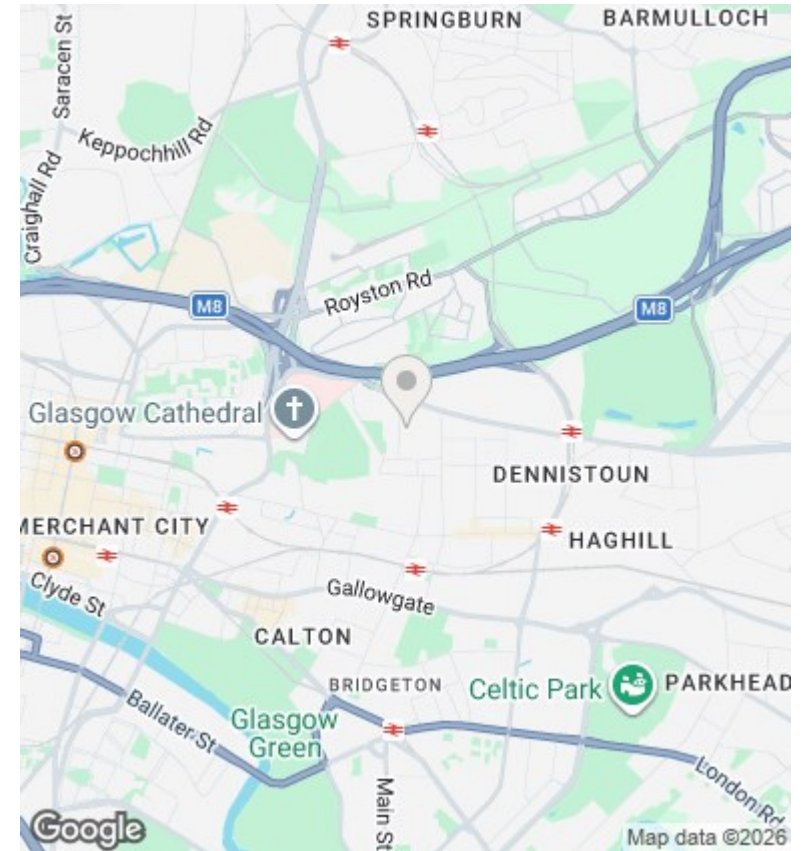 SPRINGBURN
BARMULLOCH
Saracen St
Keppochhill Rd
Craighall Rd
Royston Rd
M8
M8
Glasgow Cathedral
DENNISTOUN
MERCHANT CITY
HAGHILL
Clyde St
Gallowgate
CALTON
BRIDGETON
Celtic Park
PARKHEAD
Ballater St
Glasgow
Green
Main St
London Rd
Google
Map data ©2026